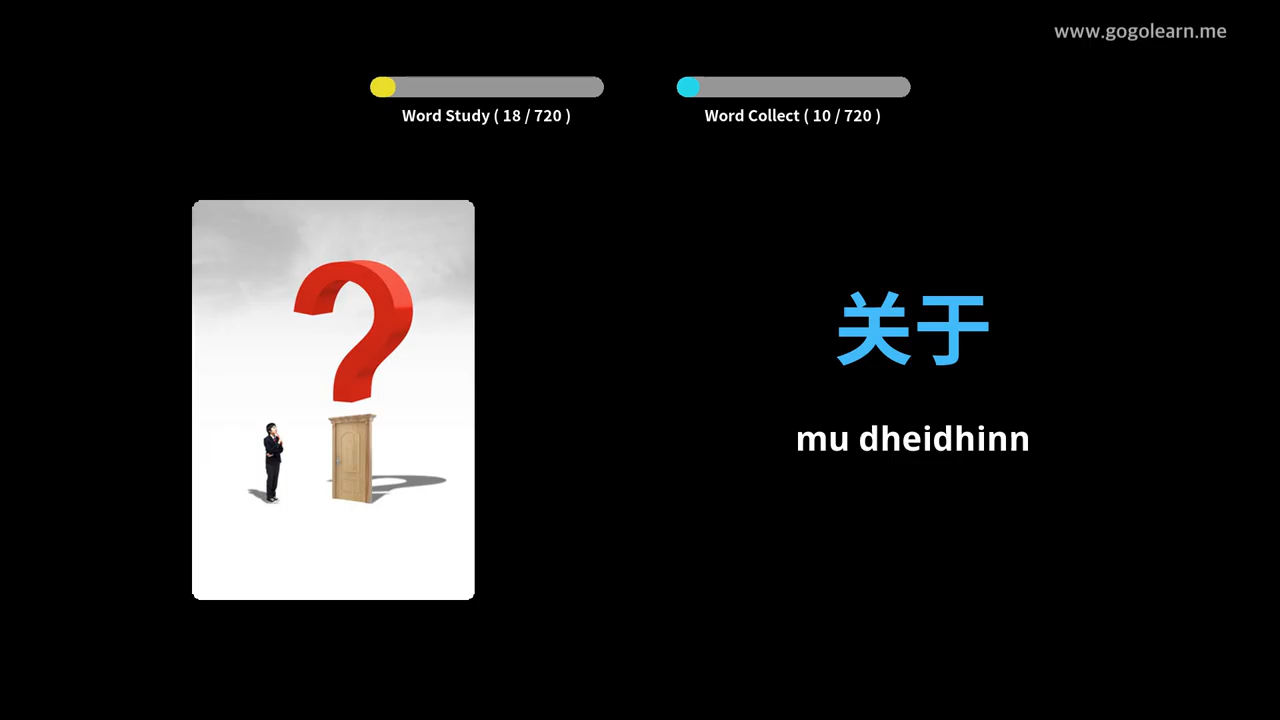 www.gogolearn.me
Word Study ( 18 / 720 )
Word Collect ( 10 / 720 )
关于
mu dheidhinn